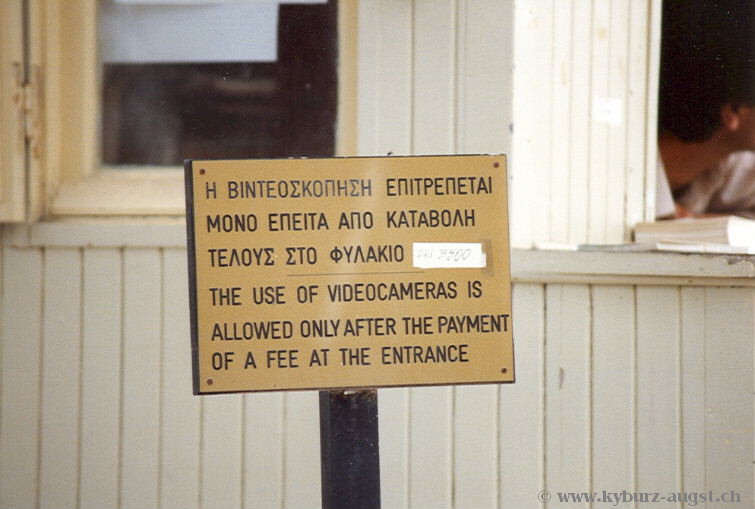 Η ΒΙΝΤΕΟΣΚΟΠΗΣΗ ΕΠΙΤΡΕΠΕΤΑΙ
ΜΟΝΟ ΕΠΕΙΤΑ ΑΠΟ ΚΑΤΑΒΟΛΗ
ΤΕΛΟΥΣ ΣΤΟ ΦΥΛΑΚΙΟ
THE USE OF VIDEOCAMERAS IS
ALLOWED ONLY AFTER THE PAYMENT
OF A FEE AT THE ENTRANCE
© www.kyburz-augst.ch